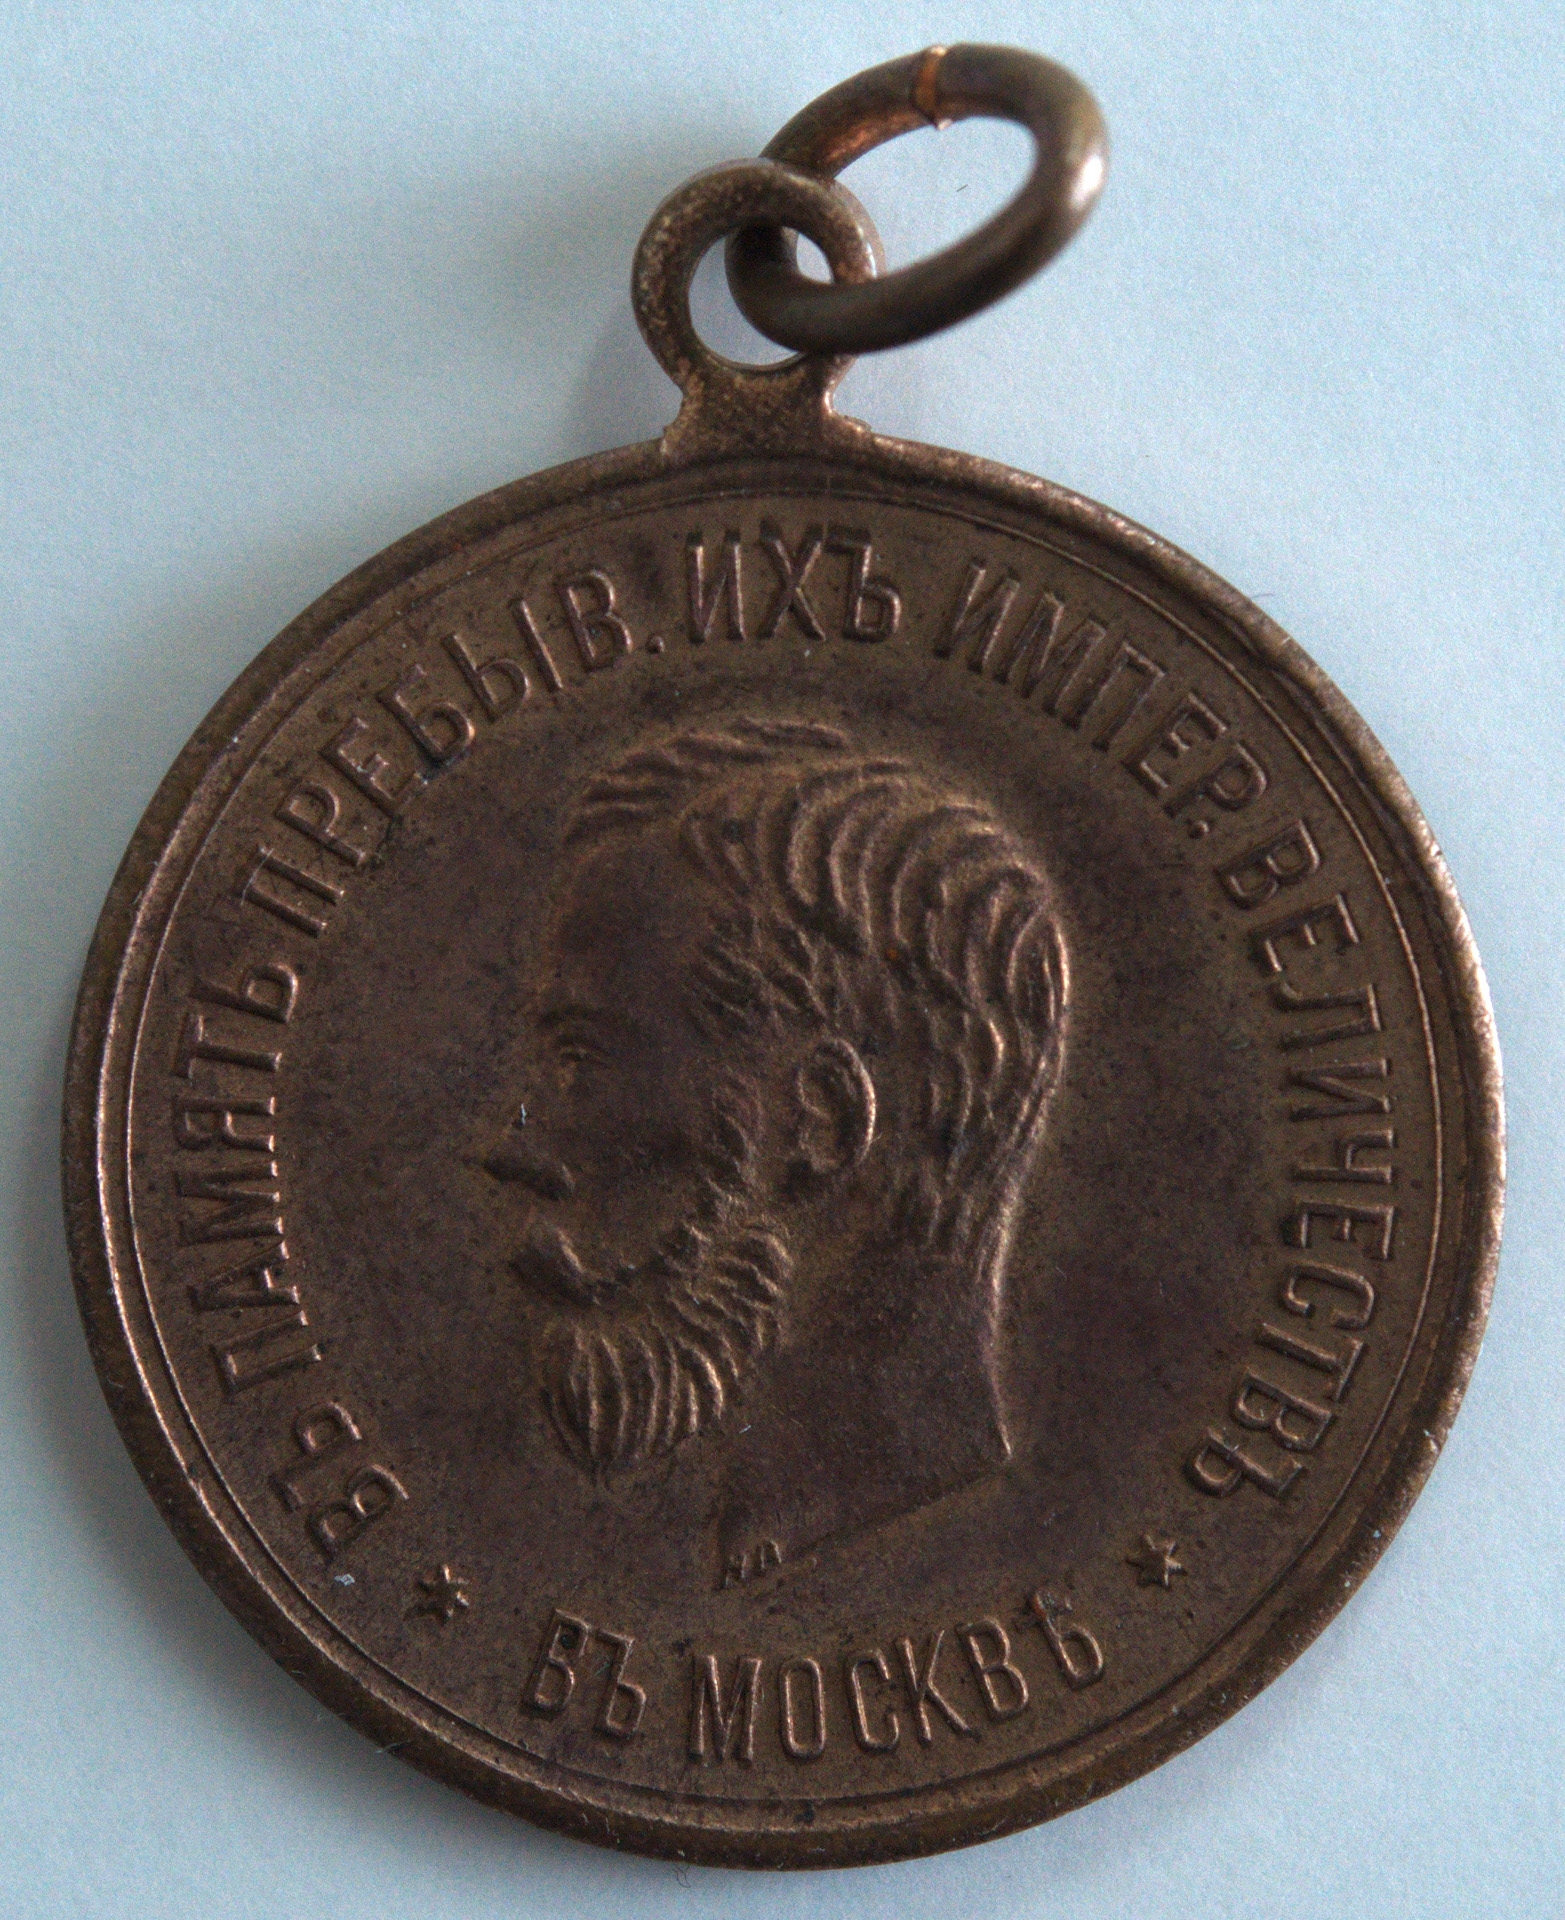 ВЪ ПАМЯТЬ ПРЕБЫВ. ИХЪ ИМПЕР. ВЕЛИЧЕСТВЪ
* ВЪ МОСКВѢ *